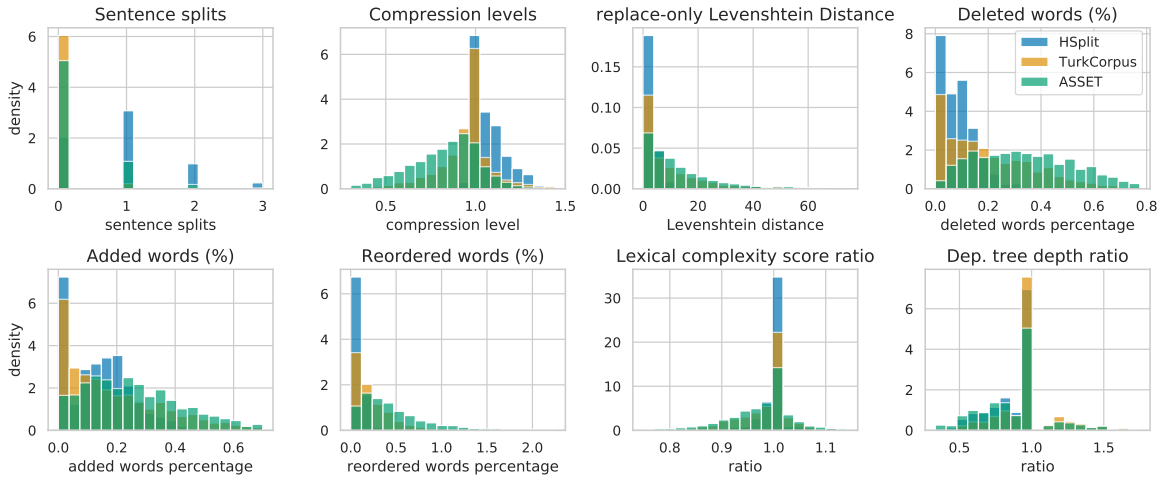 Sentence splits
6
4
2
0
density
0 1 2 3
sentence splits
Compression levels
6
4
2
0
0.5 1.0 1.5
compression level
replace-only Levenshtein Distance
0.15
0.10
0.05
0.00
0 20 40 60
Levenshtein distance
Deleted words (%)
HSplit
TurkCorpus
ASSET
8
6
4
2
0
0.0 0.2 0.4 0.6 0.8
deleted words percentage
Added words (%)
6
4
2
0
density
0.0 0.2 0.4 0.6
added words percentage
Reordered words (%)
6
4
2
0
0.0 0.5 1.0 1.5 2.0
reordered words percentage
Lexical complexity score ratio
30
20
10
0
0.8 0.9 1.0 1.1
ratio
Dep. tree depth ratio
6
4
2
0
0.5 1.0 1.5
ratio